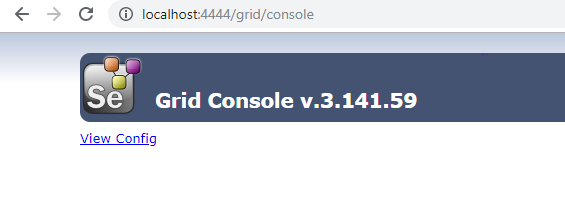 localhost:4444/grid/console
Se
Grid Console v.3.141.59
View Config